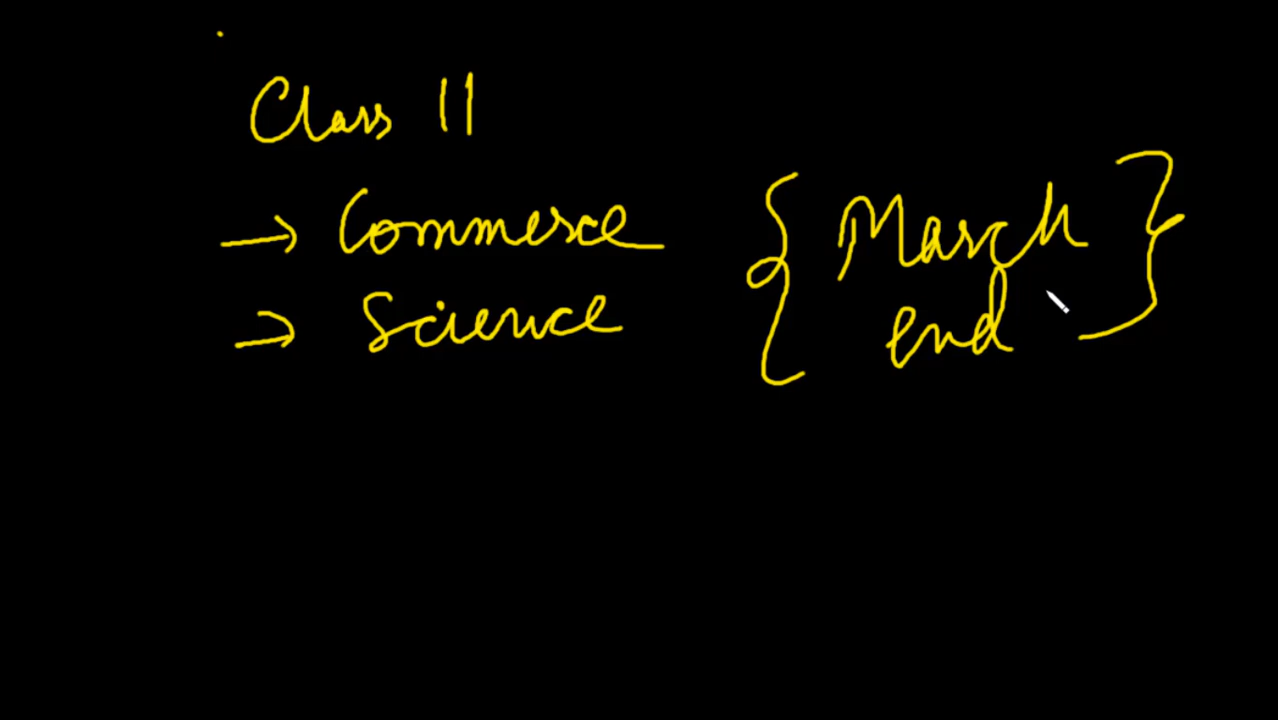 Class 11
→ Commerce
→ Science
{ March
end }